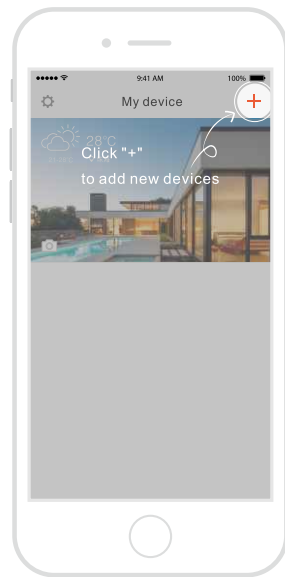 9:41 AM
100%
My device
+
28°C
Click "+"
to add new devices